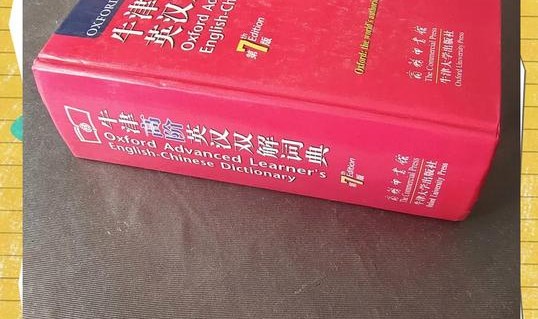 OXFORD
牛津
英汉
Oxford Ad
English-Ch
第7版
7th Edition
Oxford: the world's
商务印书馆
The Commercial Press
牛津大学出版社
Oxford University Press
牛津高阶英汉双解词典
Oxford Advanced Learner's
English-Chinese Dictionary
第7版
7th Edition
商务印书馆
The Commercial Press
牛津大学出版社
Oxford University Press